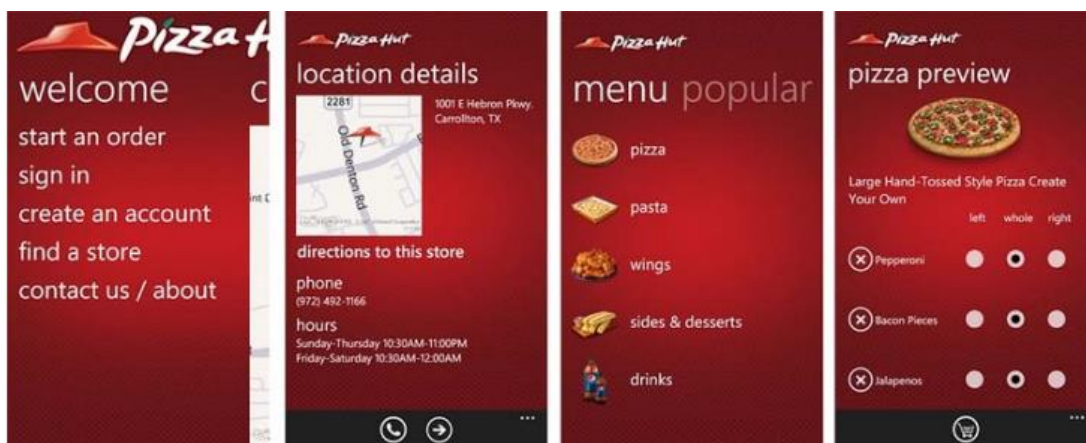 Pizza H
welcome
c
start an order
sign in
create an account
find a store
contact us / about
Pizza Hut
location details
2281
Old Denton Rd
1001 E Hebron Pkwy.
Carrollton, TX
directions to this store
phone
(972) 492-1166
hours
Sunday-Thursday 10:30AM-11:00PM
Friday-Saturday 10:30AM-12:00AM
Pizza Hut
menu popular
pizza
pasta
wings
sides & desserts
drinks
Pizza Hut
pizza preview
Large Hand-Tossed Style Pizza Create
Your Own
left whole right
Pepperoni
Bacon Pieces
Jalapenos